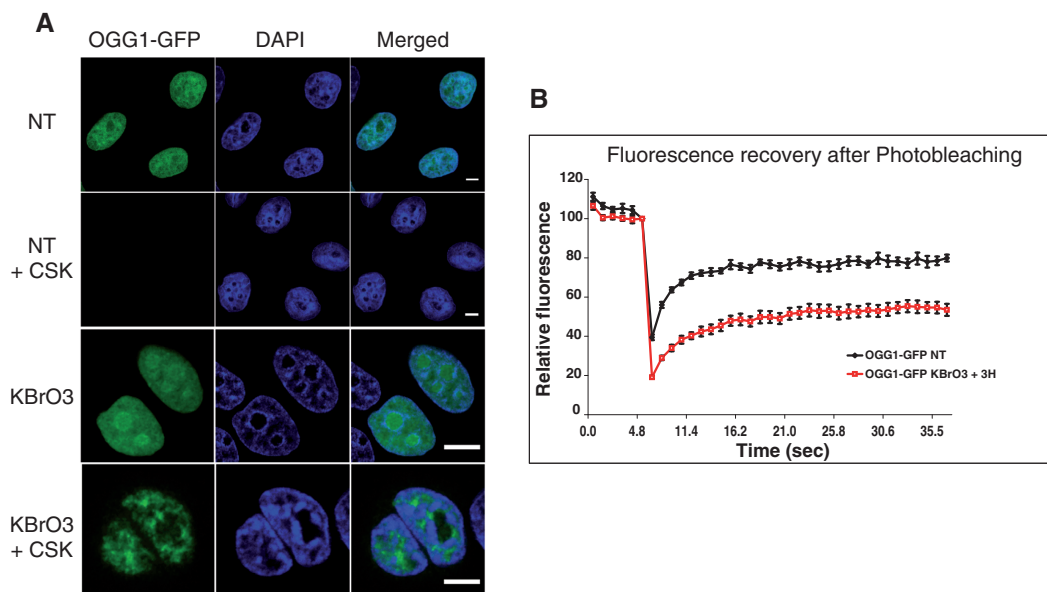 A
OGG1-GFP DAPI Merged
NT
NT
+ CSK
KBrO3
KBrO3
+ CSK
B
Fluorescence recovery after Photobleaching
Relative fluorescence
120
100
80
60
40
20
0
0.0 4.8 11.4 16.2 21.0 25.8 30.6 35.5
Time (sec)
OGG1-GFP NT
OGG1-GFP KBrO3 + 3H